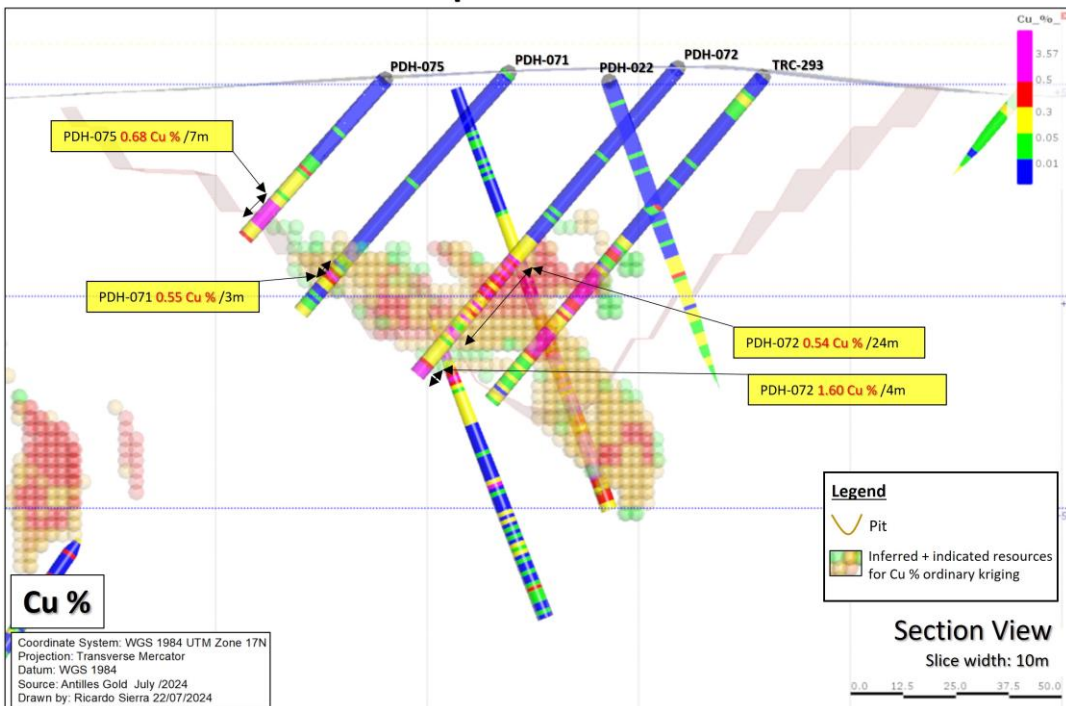 Cu_%_
3.57
0.5
0.3
0.05
0.01
PDH-075
PDH-071
PDH-022
PDH-072
TRC-293
PDH-075 0.68 Cu % /7m
PDH-071 0.55 Cu % /3m
PDH-072 0.54 Cu % /24m
PDH-072 1.60 Cu % /4m
Legend
Pit
Inferred + indicated resources
for Cu % ordinary kriging
Cu %
Coordinate System: WGS 1984 UTM Zone 17N
Projection: Transverse Mercator
Datum: WGS 1984
Source: Antilles Gold July /2024
Drawn by: Ricardo Sierra 22/07/2024
Section View
Slice width: 10m
0.0 12.5 25.0 37.5 50.0